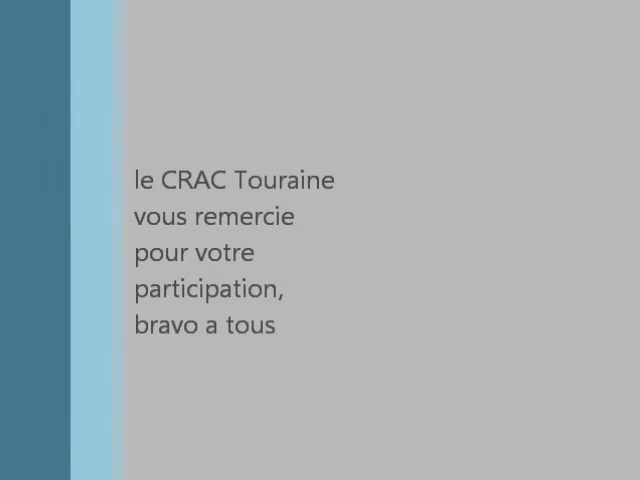 le CRAC Touraine
vous remercie
pour votre
participation,
bravo a tous